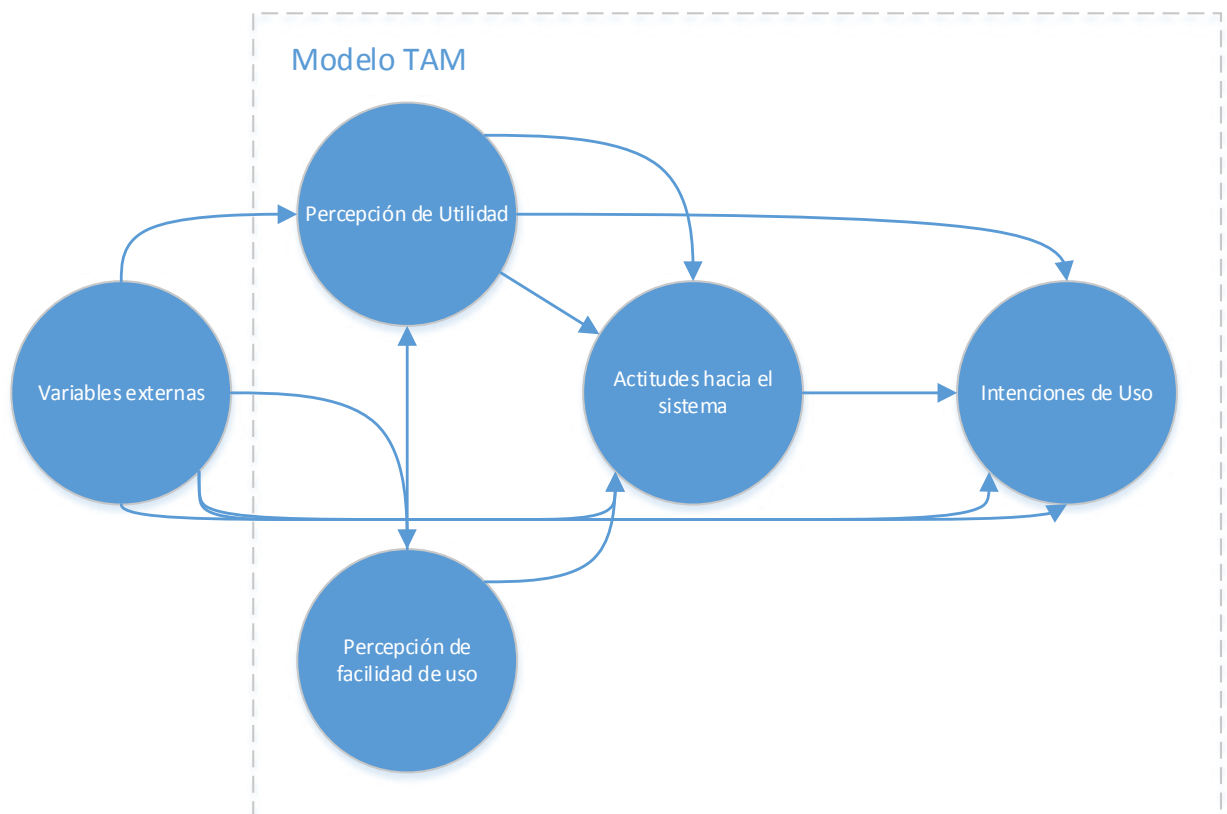 Modelo TAM
Percepción de Utilidad
Variables externas
Actitudes hacia el
sistema
Intenciones de Uso
Percepción de
facilidad de uso